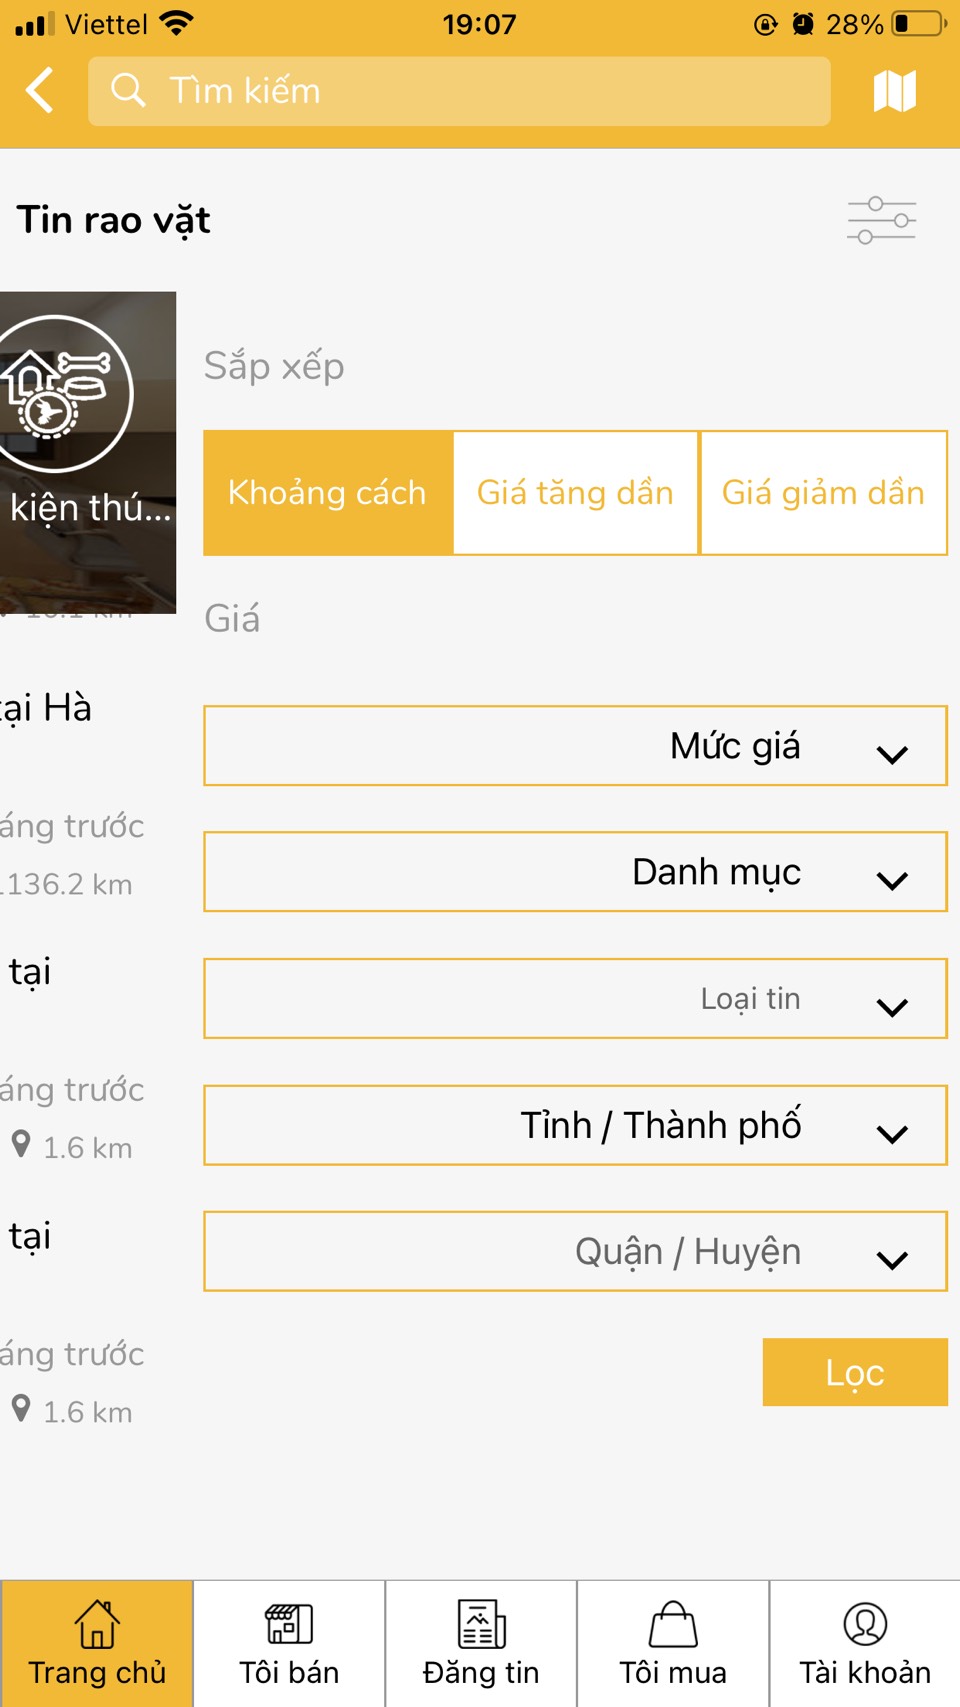 Viettel 19:07 28%
Tìm kiếm
Tin rao vặt
kiện thú...
Sắp xếp
Khoảng cách Giá tăng dần Giá giảm dần
Giá
tại Hà
Mức giá
áng trước
1136.2 km
Danh mục
tại
Loại tin
áng trước
1.6 km
Tỉnh / Thành phố
tại
Quận / Huyện
áng trước
1.6 km
Lọc
Trang chủ Tôi bán Đăng tin Tôi mua Tài khoản